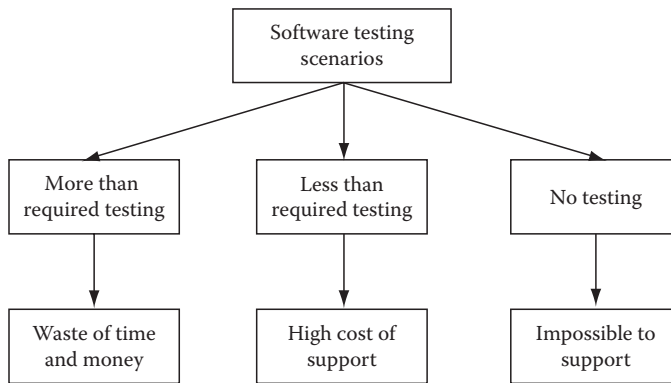 Software testing
scenarios
More than
required testing
Less than
required testing
No testing
Waste of time
and money
High cost of
support
Impossible to
support